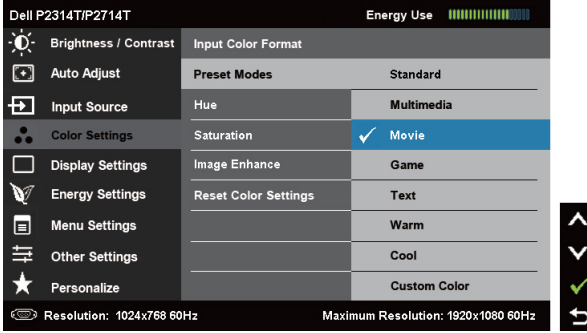 Dell P2314T/P2714T Energy Use
Brightness / Contrast Input Color Format
Auto Adjust Preset Modes Standard
Input Source Hue Multimedia
Color Settings Saturation Movie
Display Settings Image Enhance Game
Energy Settings Reset Color Settings Text
Menu Settings Warm
Other Settings Cool
Personalize Custom Color
Resolution: 1024x768 60Hz Maximum Resolution: 1920x1080 60Hz